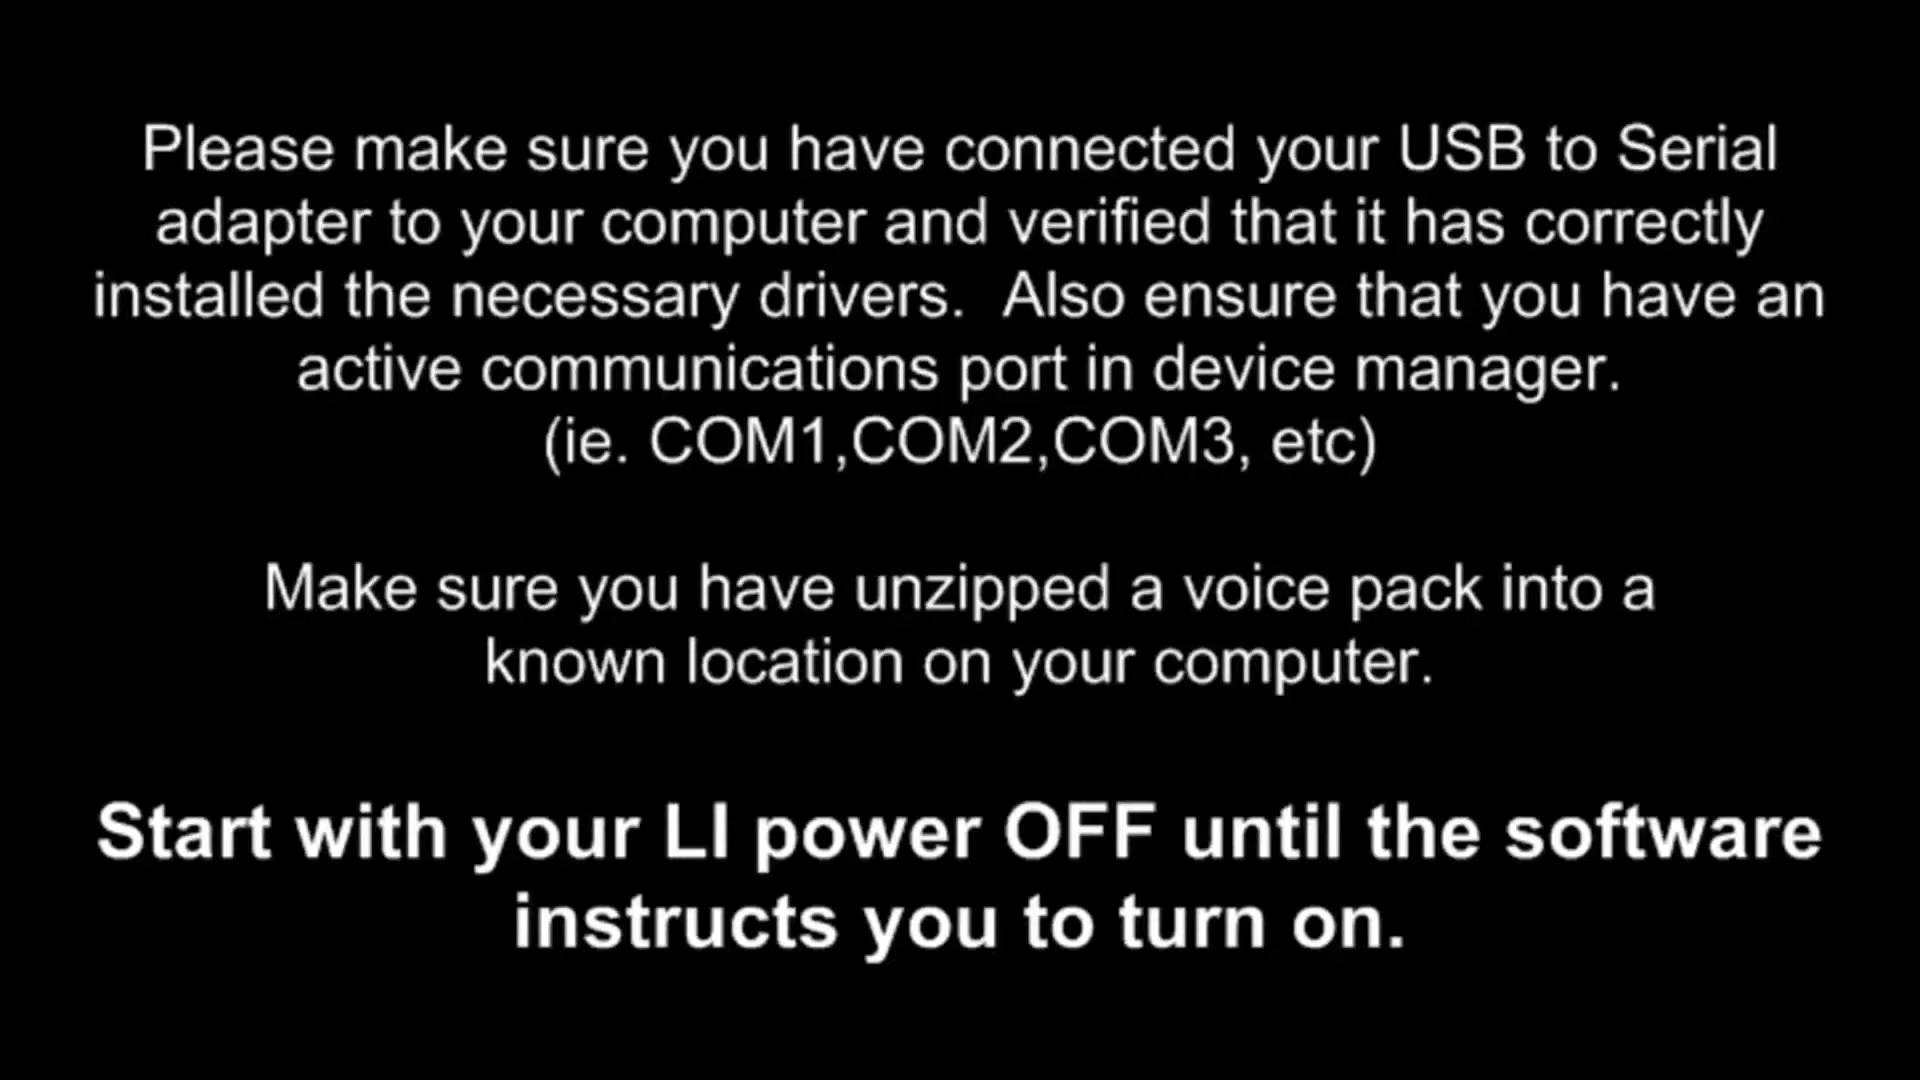 Please make sure you have connected your USB to Serial
adapter to your computer and verified that it has correctly
installed the necessary drivers.  Also ensure that you have an
active communications port in device manager.
(ie. COM1,COM2,COM3, etc)
Make sure you have unzipped a voice pack into a
known location on your computer.
Start with your LI power OFF until the software
instructs you to turn on.